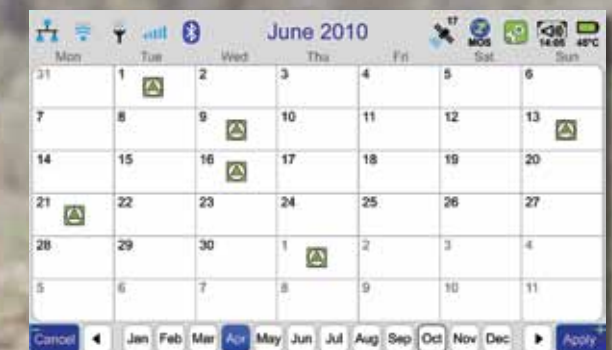 June 2010
17
MOS
14:05
45°C
Mon Tue Wed Thu Fri Sat Sun
31 1 2 3 4 5 6
7 8 9 10 11 12 13
14 15 16 17 18 19 20
21 22 23 24 25 26 27
28 29 30 1 2 3 4
5 6 7 8 9 10 11
Cancel Jan Feb Mar Apr May Jun Jul Aug Sep Oct Nov Dec Apply